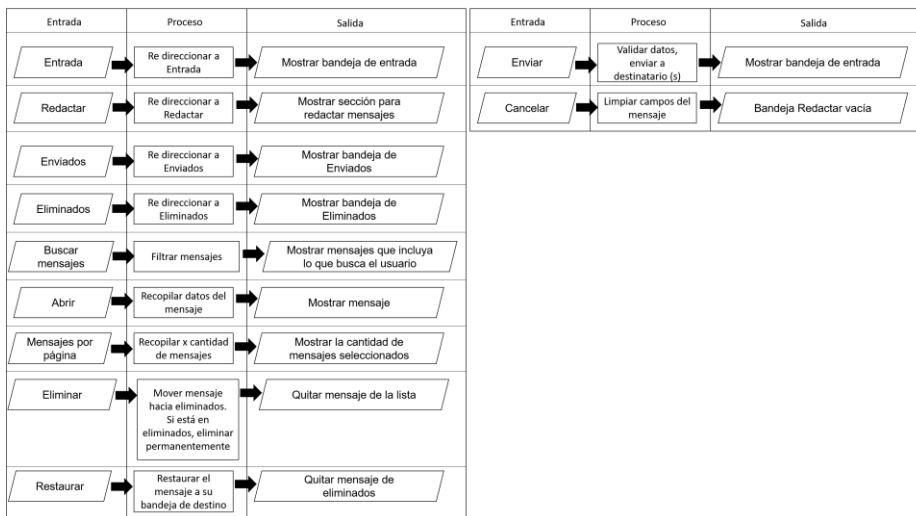 Entrada Proceso Salida
Entrada
Re direccionar a
Entrada
Mostrar bandeja de entrada
Redactar
Re direccionar a
Redactar
Mostrar sección para
redactar mensajes
Enviados
Re direccionar a
Enviados
Mostrar bandeja de
Enviados
Eliminados
Re direccionar a
Eliminados
Mostrar bandeja de
Eliminados
Buscar
mensajes
Filtrar mensajes
Mostrar mensajes que incluya
lo que busca el usuario
Abrir
Recopilar datos del
mensaje
Mostrar mensaje
Mensajes por
página
Recopilar x cantidad
de mensajes
Mostrar la cantidad de
mensajes seleccionados
Eliminar
Mover mensaje
hacia eliminados.
Si está en
eliminados, eliminar
permanentemente
Quitar mensaje de la lista
Restaurar
Restaurar el
mensaje a su
bandeja de destino
Quitar mensaje de
eliminados
Entrada Proceso Salida
Enviar
Validar datos,
enviar a
destinatario (s)
Mostrar bandeja de entrada
Cancelar
Limpiar campos del
mensaje
Bandeja Redactar vacía